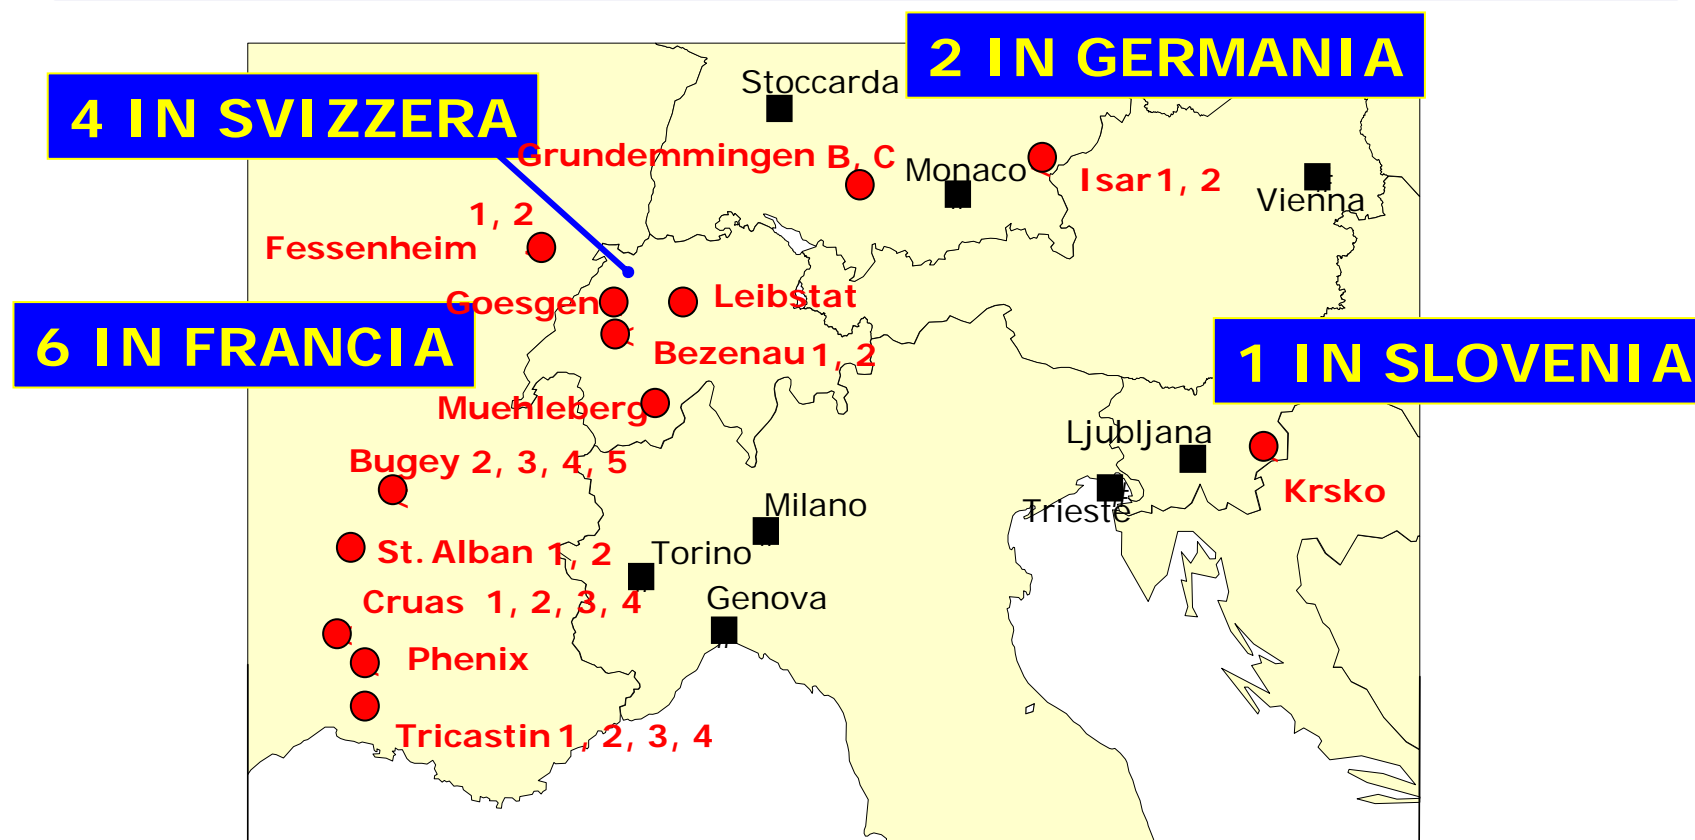 2 IN GERMANIA
Stoccarda
4 IN SVIZZERA
Grundemmingen B, C
Monaco
Isar 1, 2
Vienna
1, 2
Fessenheim
Goesgen
Leibstat
6 IN FRANCIA
Bezenau 1, 2
1 IN SLOVENIA
Muehleberg
Ljubljana
Bugey 2, 3, 4, 5
Krsko
Milano
Trieste
St. Alban 1, 2
Torino
Cruas 1, 2, 3, 4
Genova
Phenix
Tricastin 1, 2, 3, 4